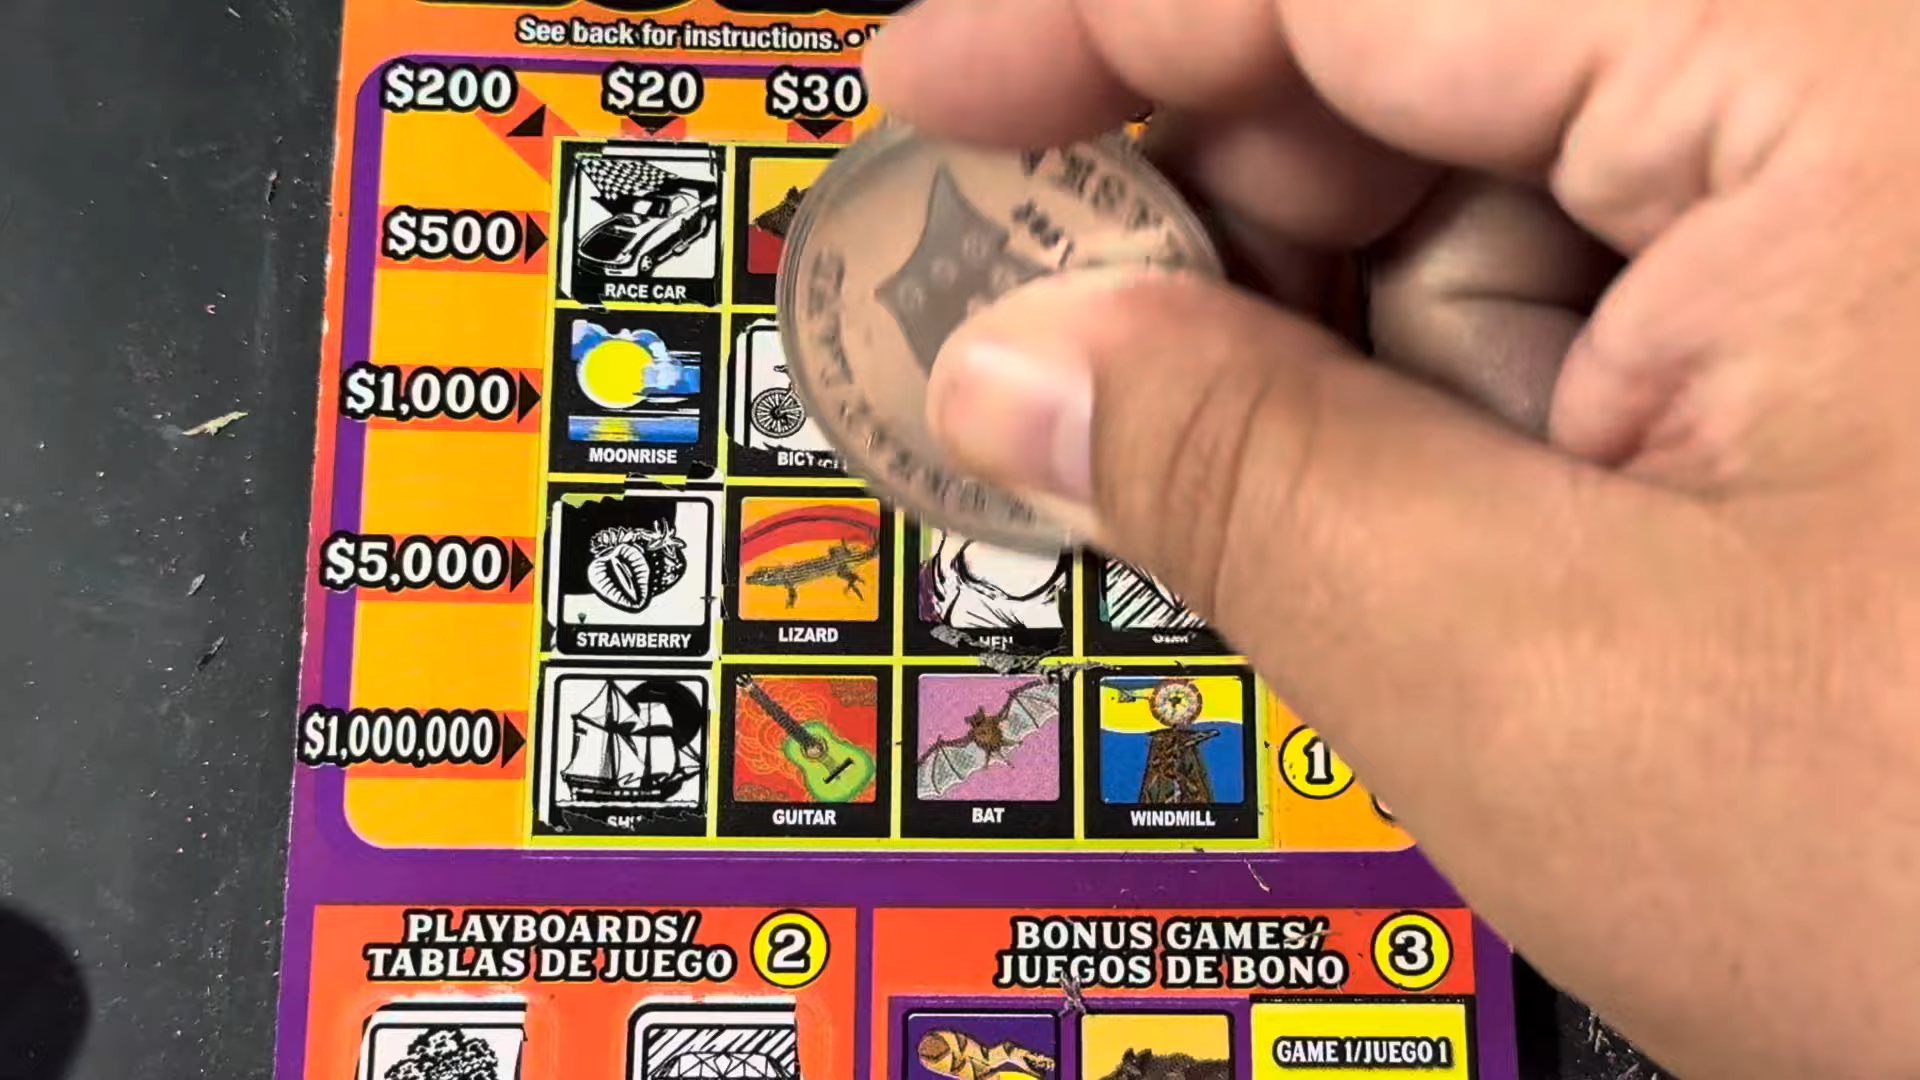 See back for instructions. •
$200 $20 $30
$500
RACE CAR
$1,000
MOONRISE
$5,000
STRAWBERRY LIZARD HEN
$1,000,000
GUITAR BAT WINDMILL
1
PLAYBOARDS/
TABLAS DE JUEGO
2
BONUS GAMES/
JUEGOS DE BONO
3
GAME 1/JUEGO 1